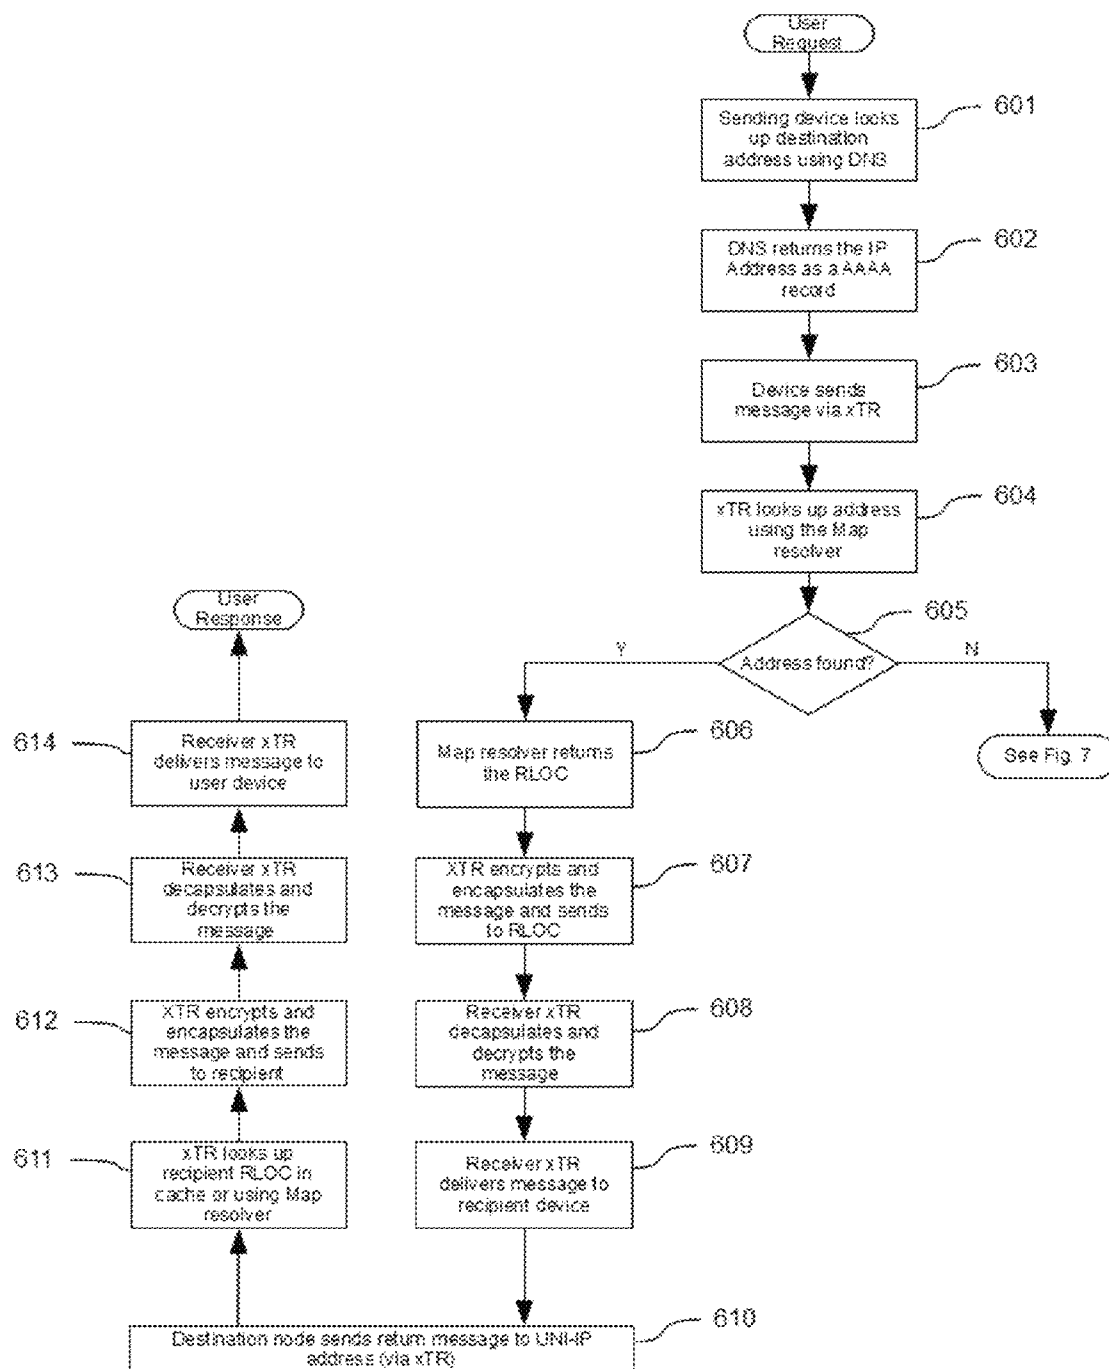 User
Request
Sending device looks
up destination
address using DNS
601
DNS returns the IP
Address as a AAAA
record
602
Device sends
message via xTR
603
xTR looks up address
using the Map
resolver
604
Address found?
605
Y
N
See Fig. 7
Map resolver returns
the RLOC
606
XTR encrypts and
encapsulates the
message and sends
to RLOC
607
Receiver xTR
decapsulates and
decrypts the
message
608
Receiver xTR
delivers message to
recipient device
609
Destination node sends return message to UNI-IP
address (via xTR)
610
xTR looks up
recipient RLOC in
cache or using Map
resolver
611
XTR encrypts and
encapsulates the
message and sends
to recipient
612
Receiver xTR
decapsulates and
decrypts the
message
613
Receiver xTR
delivers message to
user device
614
User
Response